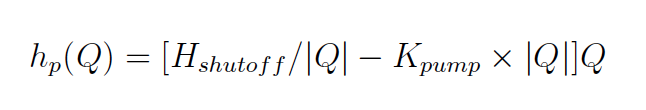 h_p(Q) = [H_{shutoff}/|Q| − K_{pump} × |Q|]Q